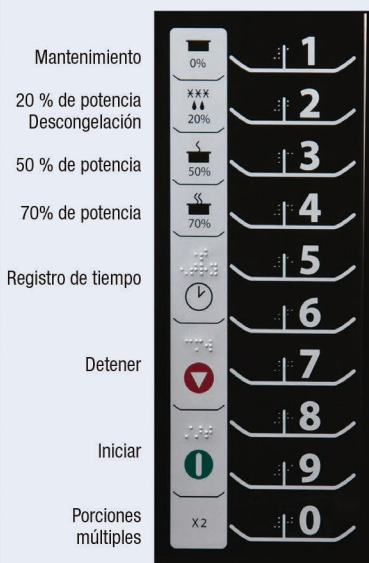 Mantenimiento
0%
1
20 % de potencia
Descongelación
20%
2
50 % de potencia
50%
3
70% de potencia
70%
4
Registro de tiempo
5
6
Detener
7
8
Iniciar
9
Porciones
múltiples
X2
0